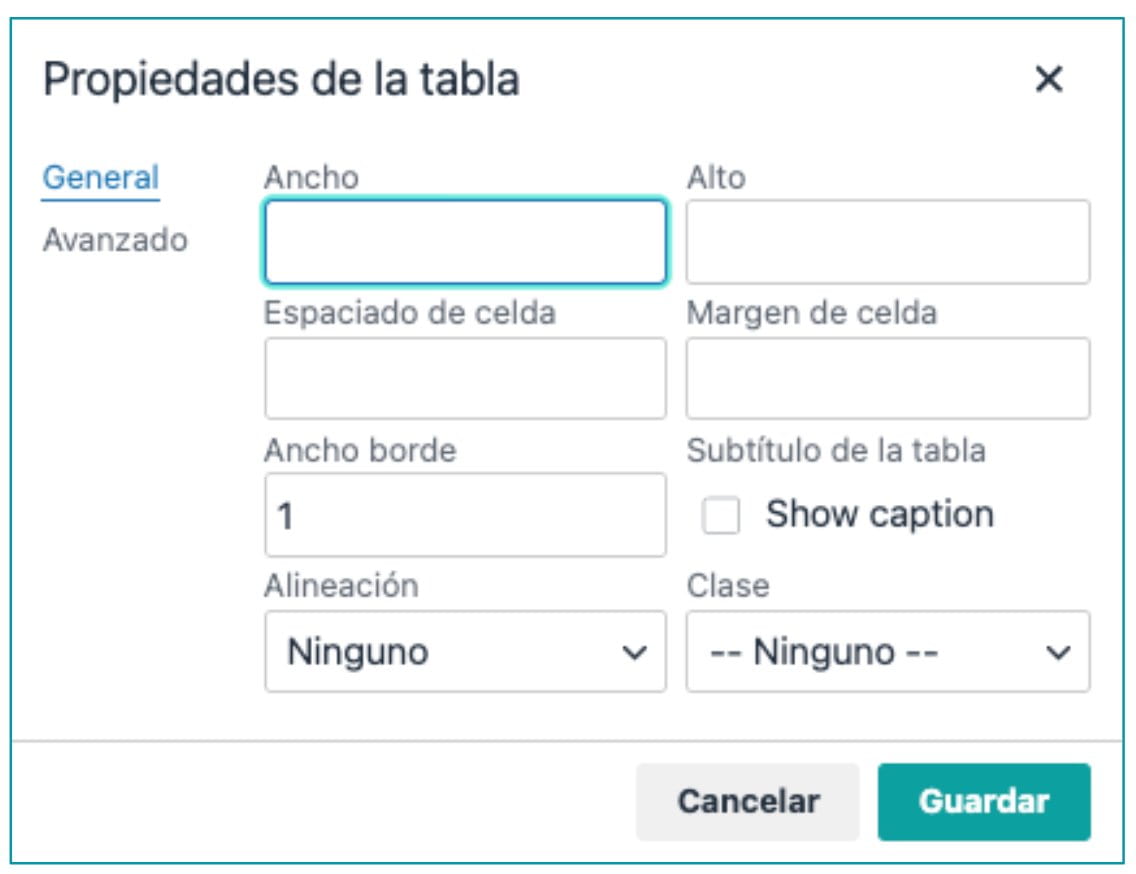 Propiedades de la tabla
General
Avanzado
Ancho
Alto
Espaciado de celda
Margen de celda
Ancho borde
1
Subtítulo de la tabla
Show caption
Alineación
Ninguno
Clase
-- Ninguno --
Cancelar
Guardar